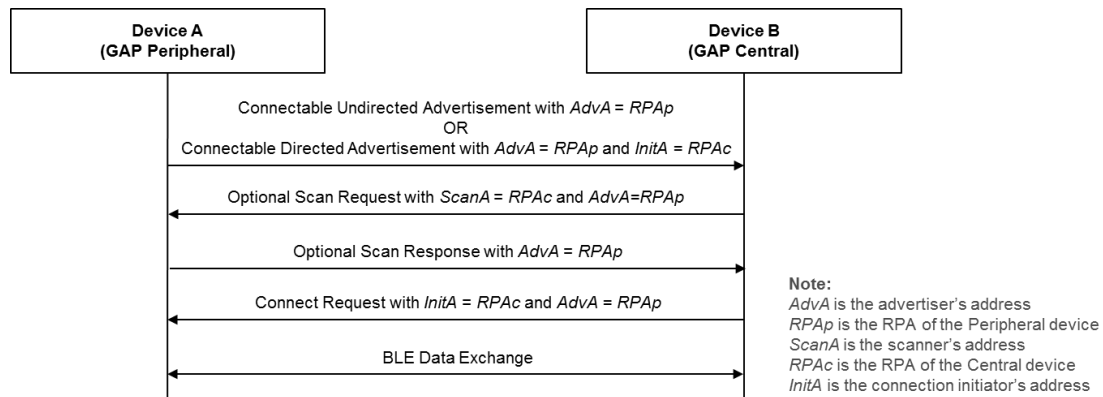 Device A
(GAP Peripheral)
Device B
(GAP Central)
Connectable Undirected Advertisement with AdvA = RPAp
OR
Connectable Directed Advertisement with AdvA = RPAp and InitA = RPAc
Optional Scan Request with ScanA = RPAc and AdvA=RPAp
Optional Scan Response with AdvA = RPAp
Connect Request with InitA = RPAc and AdvA = RPAp
BLE Data Exchange
Note:
AdvA is the advertiser's address
RPAp is the RPA of the Peripheral device
ScanA is the scanner's address
RPAc is the RPA of the Central device
InitA is the connection initiator's address